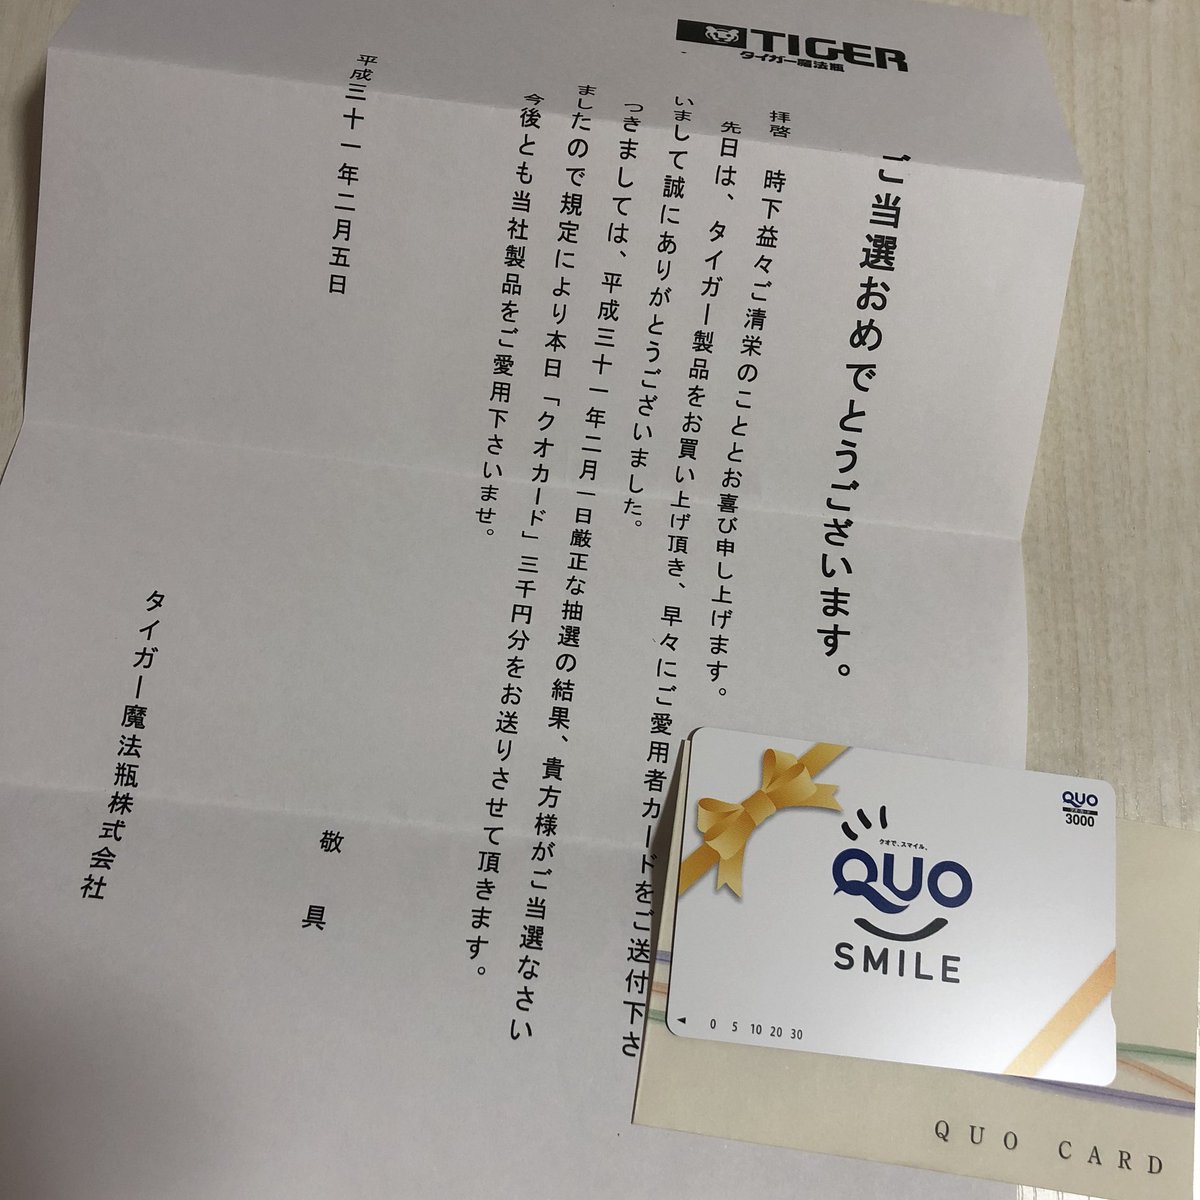 TIGER
タイガー魔法瓶
ご当選おめでとうございます。
拝啓　時下益々ご清栄のこととお喜び申し上げます。
先日は、タイガー製品をお買い上げ頂き、早々にご愛用者カードをご送付下さ
いまして誠にありがとうございました。
つきましては、平成三十一年二月一日厳正な抽選の結果、貴方様がご当選なさい
ましたので規定により本日「クオカード」三千円分をお送りさせて頂きます。
今後とも当社製品をご愛用下さいませ。
敬具
平成三十一年二月五日
タイガー魔法瓶株式会社
QUO
クオカード
3000
クオで、スマイル。
QUO
SMILE
0 5 10 20 30
QUO CARD